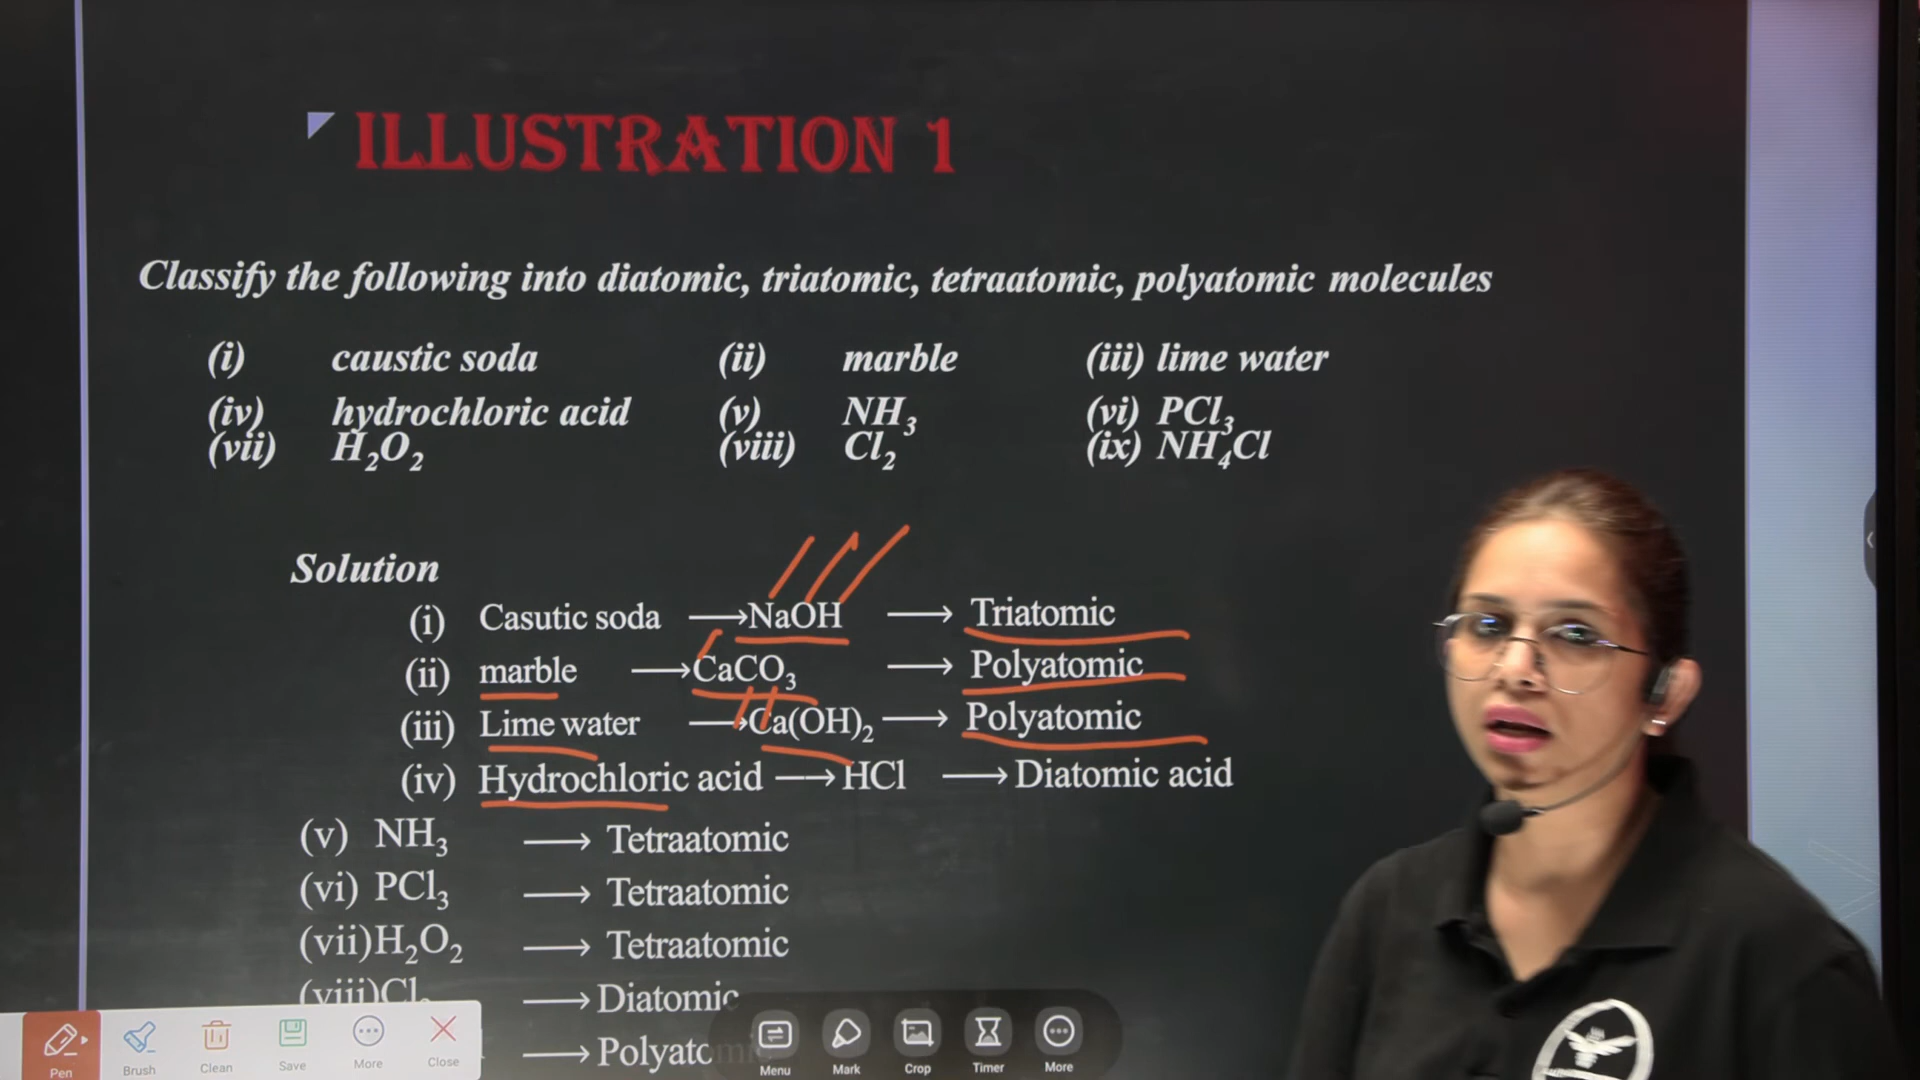 ILLUSTRATION 1
Classify the following into diatomic, triatomic, tetraatomic, polyatomic molecules
(i) caustic soda (ii) marble (iii) lime water
(iv) hydrochloric acid (v) NH₃ (vi) PCl₃
(vii) H₂O₂ (viii) Cl₂ (ix) NH₄Cl
Solution
(i) Casutic soda ⟶NaOH ⟶ Triatomic
(ii) marble ⟶CaCO₃ ⟶ Polyatomic
(iii) Lime water ⟶Ca(OH)₂ ⟶ Polyatomic
(iv) Hydrochloric acid ⟶ HCl ⟶ Diatomic acid
(v) NH₃ ⟶ Tetraatomic
(vi) PCl₃ ⟶ Tetraatomic
(vii)H₂O₂ ⟶ Tetraatomic
(viii)Cl₂ ⟶ Diatomic
⟶ Polyatomic
Pen Brush Clean Save More Close
Menu Mark Crop Timer More